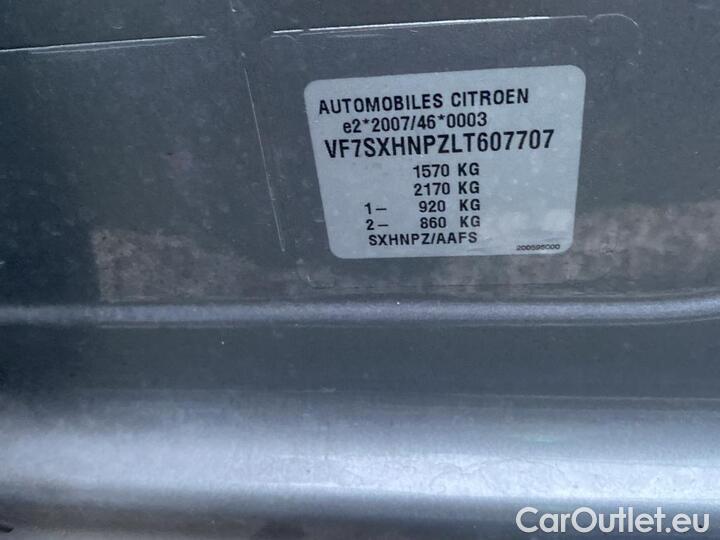 AUTOMOBILES CITROEN
e2*2007/46*0003
VF7SXHNPZLT607707
1570 KG
2170 KG
1– 920 KG
2– 860 KG
SXHNPZ/AAFS
200596000
CarOutlet.eu